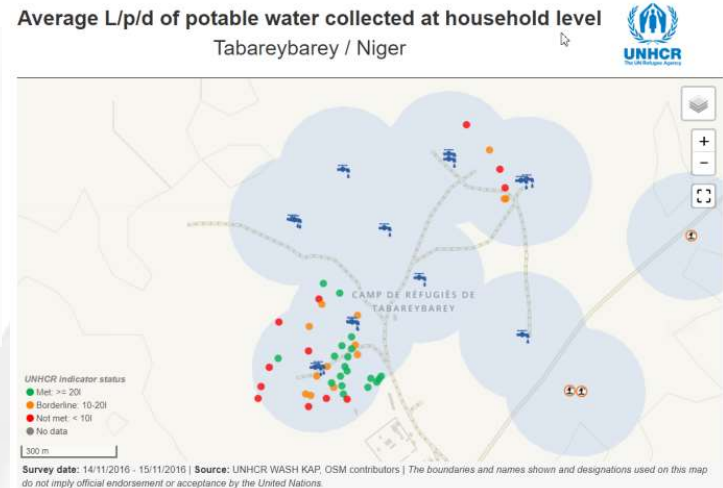 Average L/p/d of potable water collected at household level
Tabareybarey / Niger
UNHCR
The UN Refugee Agency
+
−
CAMP DE RÉFUGIÉS DE
TABAREYBAREY
UNHCR Indicator status
Met: >= 20l
Borderline: 10-20l
Not met: < 10l
No data
300 m
Survey date: 14/11/2016 - 15/11/2016 | Source: UNHCR WASH KAP, OSM contributors | The boundaries and names shown and designations used on this map
do not imply official endorsement or acceptance by the United Nations.